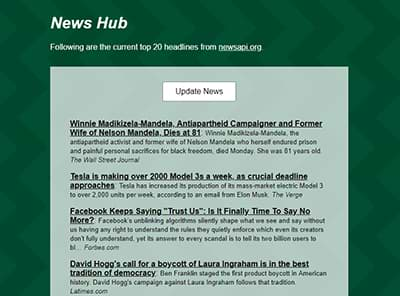 News Hub
Following are the current top 20 headlines from newsapi.org.
Update News
Winnie Madikizela-Mandela, Antiapartheid Campaigner and Former
Wife of Nelson Mandela, Dies at 81: Winnie Madikizela-Mandela, the
antiapartheid activist and former wife of Nelson Mandela who herself endured prison
and painful personal sacrifices for black freedom, died Monday. She was 81 years old.
The Wall Street Journal
Tesla is making over 2000 Model 3s a week, as crucial deadline
approaches: Tesla has increased its production of its mass-market electric Model 3
to over 2,000 units per week, according to an email from Elon Musk. The Verge
Facebook Keeps Saying "Trust Us": Is It Finally Time To Say No
More?: Facebook's unblinking algorithms silently shape what we see and say without
us having any right to understand the rules they quietly enforce which even its creators
don't fully understand, yet its answer to every scandal is to tell its two billion users to
bl... Forbes.com
David Hogg's call for a boycott of Laura Ingraham is in the best
tradition of democracy: Ben Franklin staged the first product boycott in American
history. David Hogg's campaign against Laura Ingraham follows that tradition.
Latimes.com